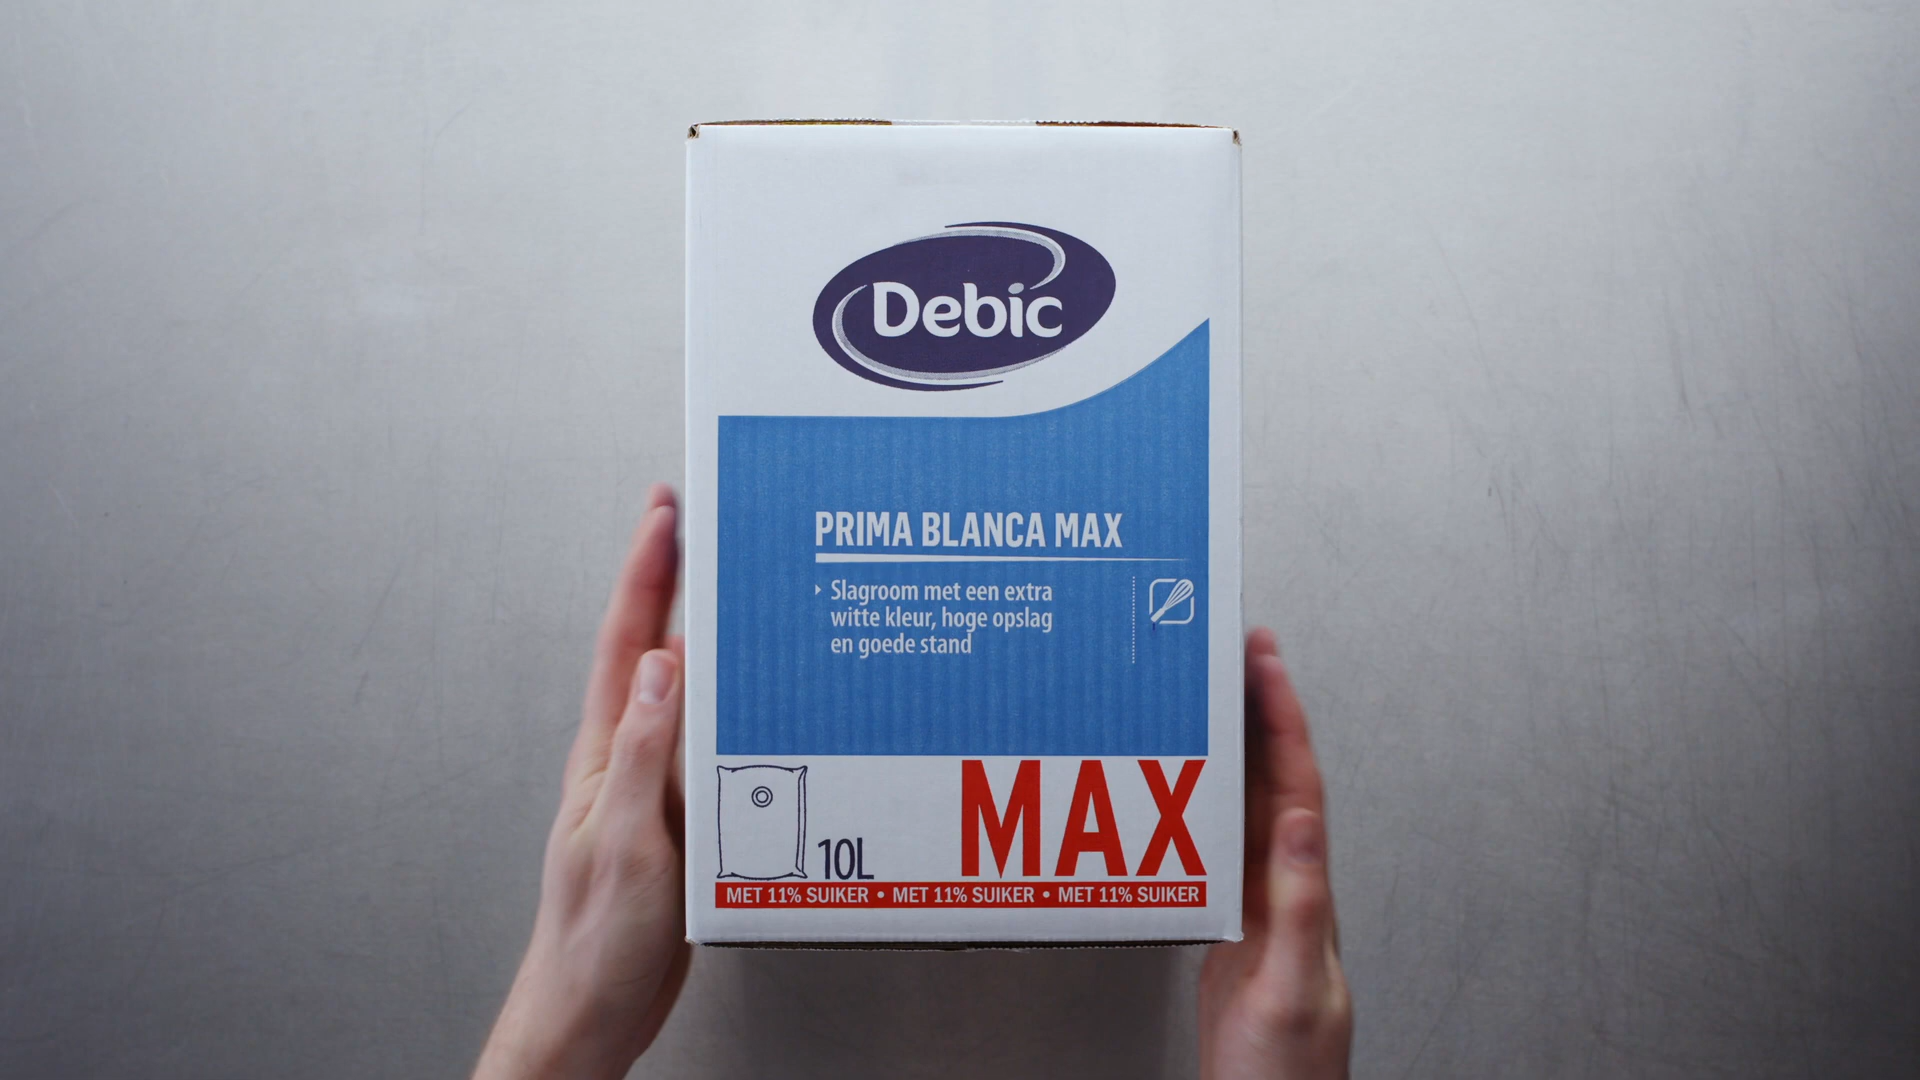 Debic
PRIMA BLANCA MAX
Slagroom met een extra
witte kleur, hoge opslag
en goede stand
10L
MAX
MET 11% SUIKER • MET 11% SUIKER • MET 11% SUIKER